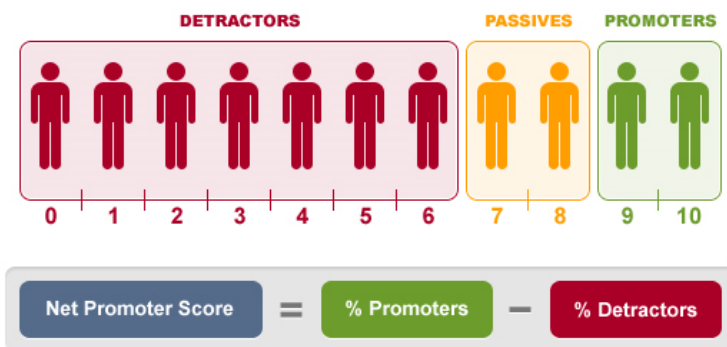 DETRACTORS PASSIVES PROMOTERS
0 1 2 3 4 5 6 7 8 9 10
Net Promoter Score = % Promoters − % Detractors